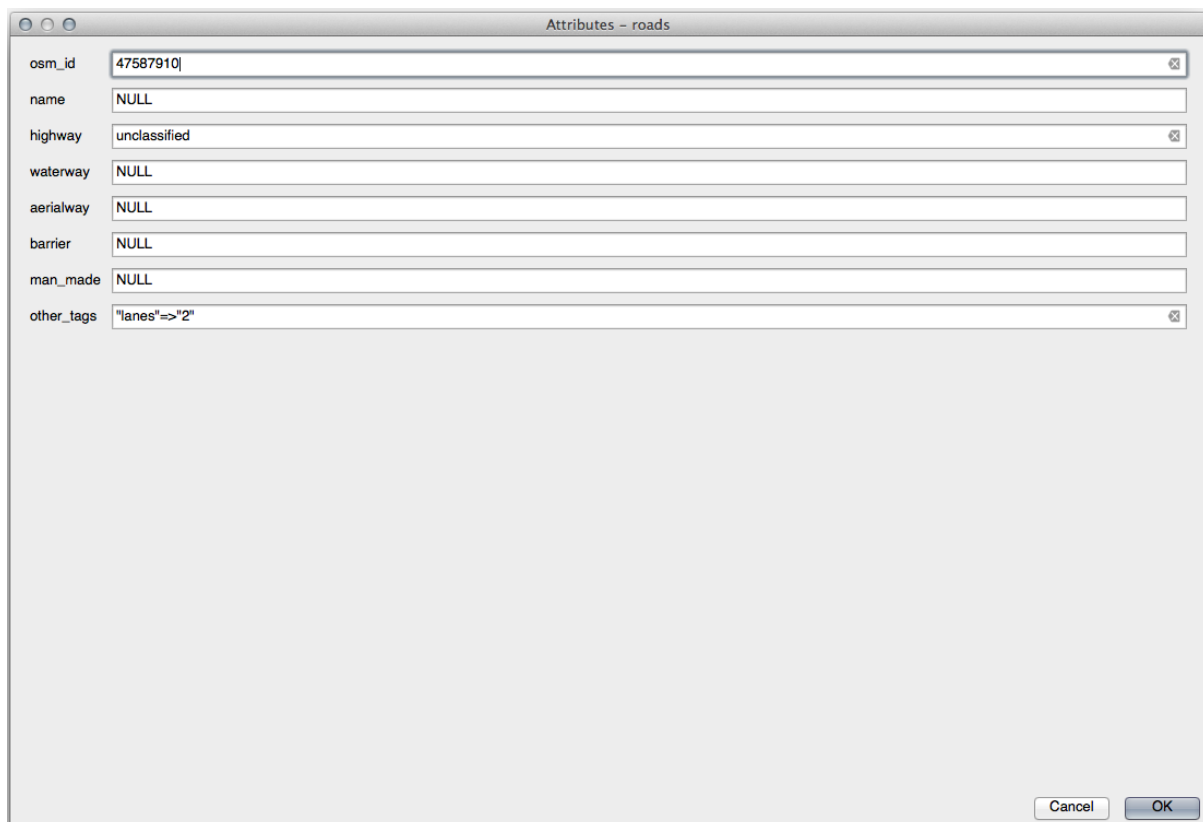 Attributes – roads
osm_id 47587910
name NULL
highway unclassified
waterway NULL
aerialway NULL
barrier NULL
man_made NULL
other_tags "lanes"=>"2"
Cancel OK